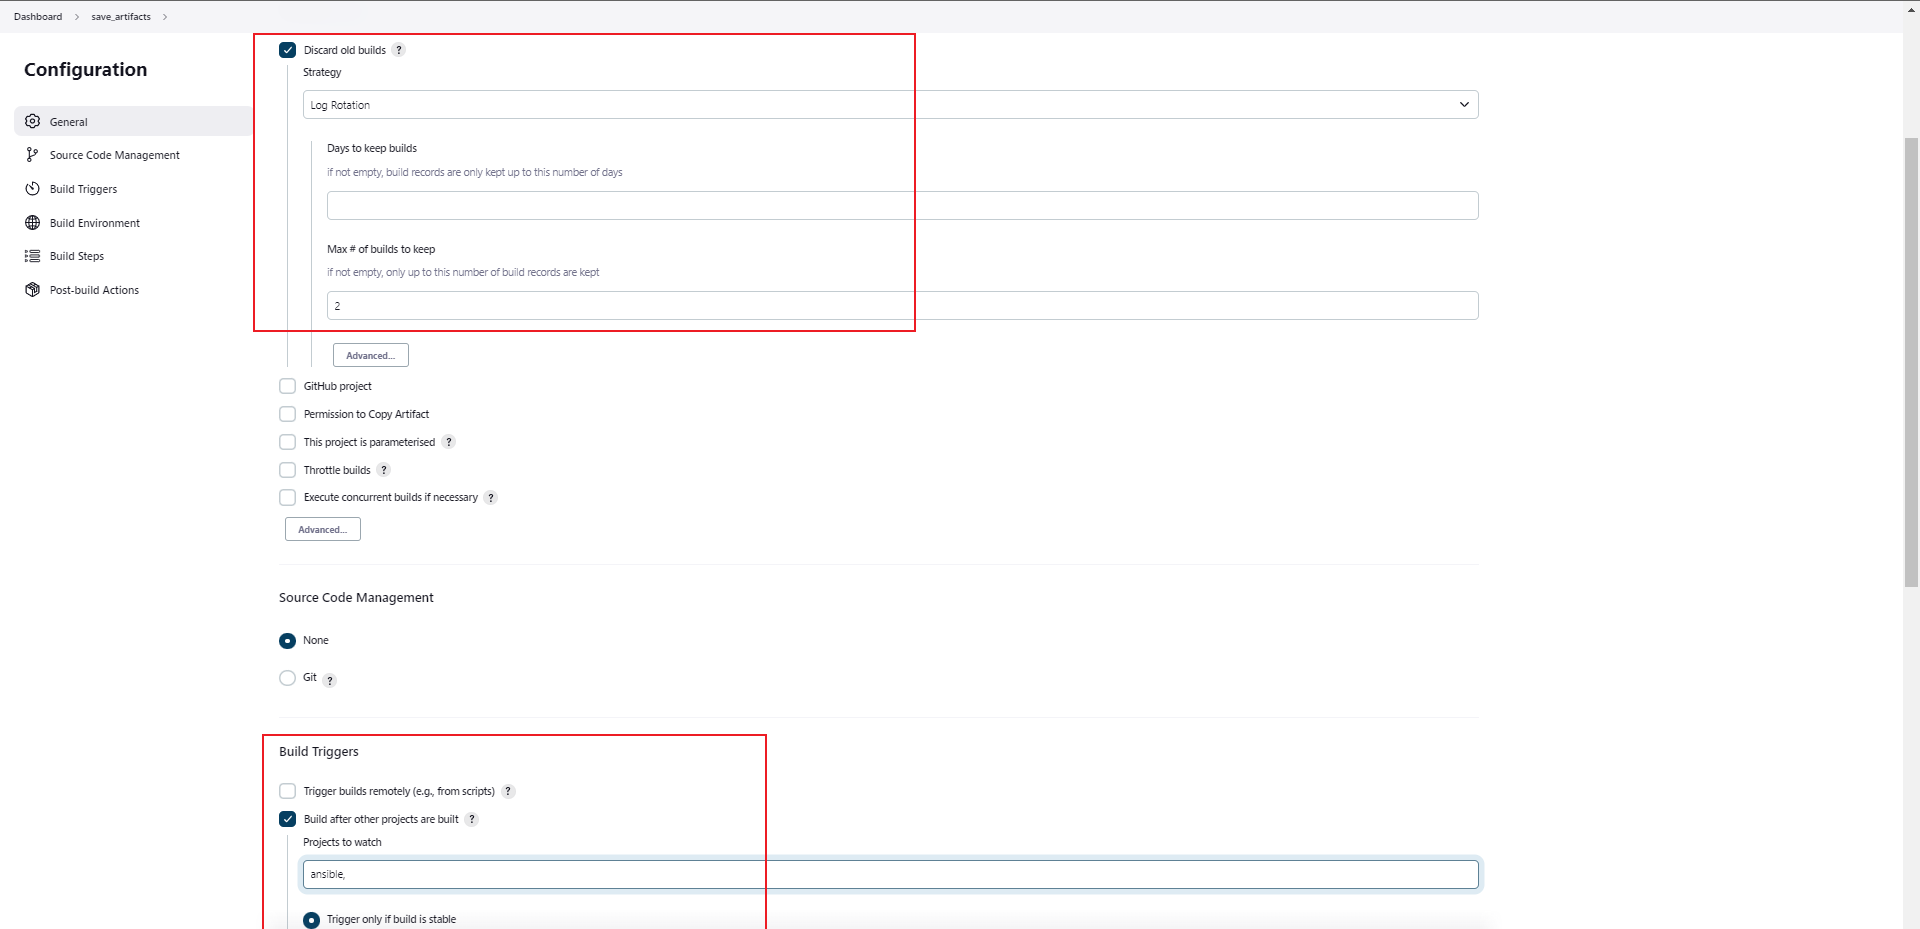 Dashboard
save_artifacts
Configuration
General
Source Code Management
Build Triggers
Build Environment
Build Steps
Post-build Actions
Discard old builds ?
Strategy
Log Rotation
Days to keep builds
if not empty, build records are only kept up to this number of days
Max # of builds to keep
if not empty, only up to this number of build records are kept
2
Advanced...
GitHub project
Permission to Copy Artifact
This project is parameterised ?
Throttle builds ?
Execute concurrent builds if necessary ?
Advanced...
Source Code Management
None
Git ?
Build Triggers
Trigger builds remotely (e.g., from scripts) ?
Build after other projects are built ?
Projects to watch
ansible,
Trigger only if build is stable